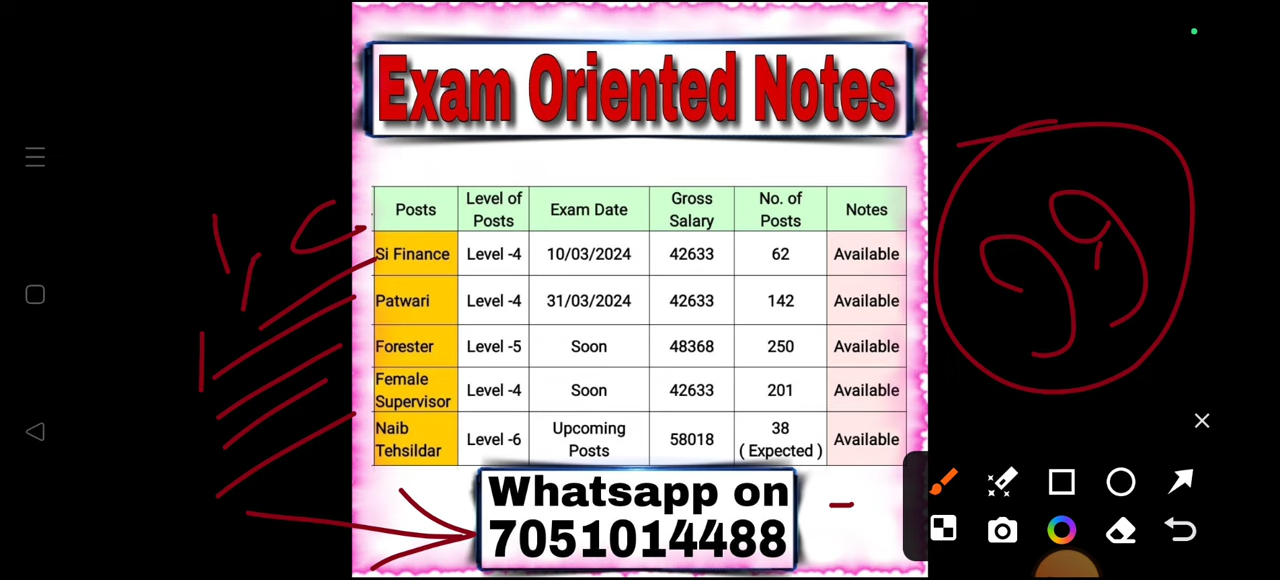 Exam Oriented Notes
Posts Level of Posts Exam Date Gross Salary No. of Posts Notes
Si Finance Level -4 10/03/2024 42633 62 Available
Patwari Level -4 31/03/2024 42633 142 Available
Forester Level -5 Soon 48368 250 Available
Female Supervisor Level -4 Soon 42633 201 Available
Naib Tehsildar Level -6 Upcoming Posts 58018 38 ( Expected ) Available
Whatsapp on
7051014488